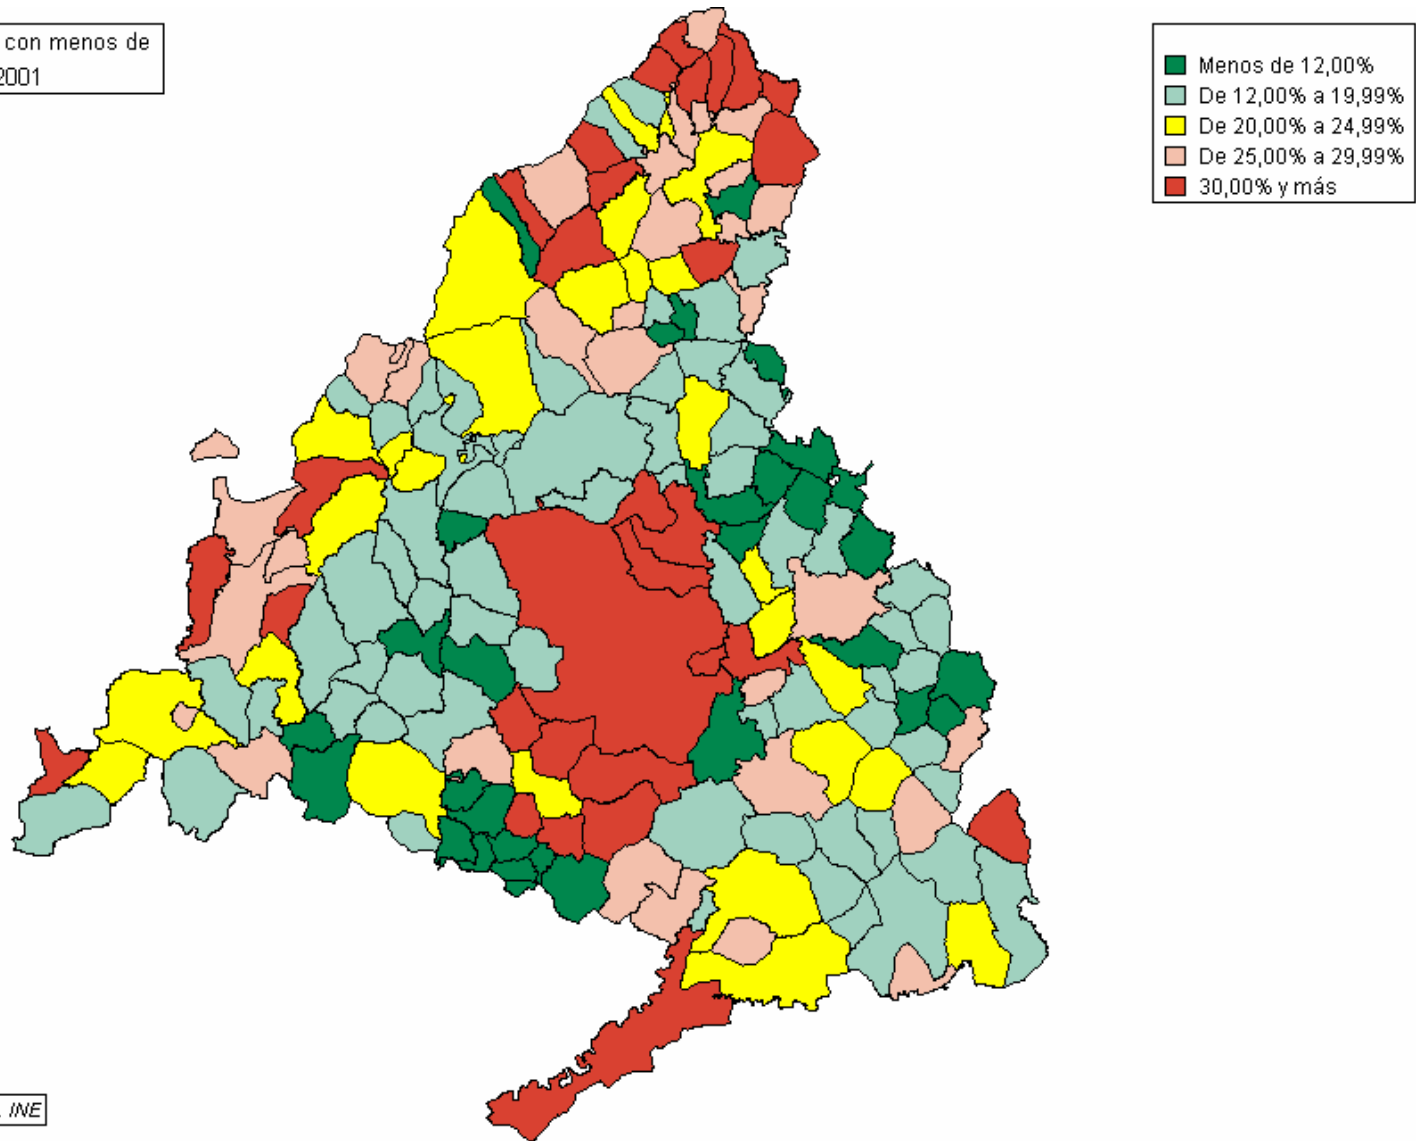 con menos de
2001
Menos de 12,00%
De 12,00% a 19,99%
De 20,00% a 24,99%
De 25,00% a 29,99%
30,00% y más
. INE